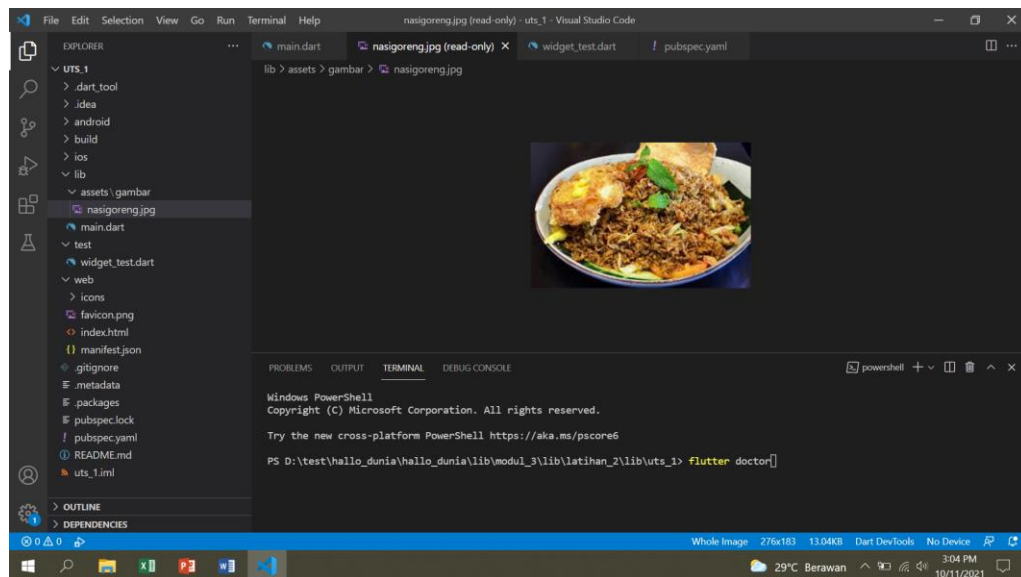 File Edit Selection View Go Run Terminal Help nasigoreng.jpg (read-only) - uts_1 - Visual Studio Code
EXPLORER ...
main.dart nasigoreng.jpg (read-only) widget_test.dart ! pubspec.yaml ...
UTS_1
.dart_tool
.idea
android
build
ios
lib
assets \ gambar
nasigoreng.jpg
main.dart
test
widget_test.dart
web
icons
favicon.png
<> index.html
{} manifest.json
.gitignore
.metadata
.packages
pubspec.lock
! pubspec.yaml
README.md
uts_1.iml
OUTLINE
DEPENDENCIES
lib > assets > gambar > nasigoreng.jpg
PROBLEMS OUTPUT TERMINAL DEBUG CONSOLE powershell
Windows PowerShell
Copyright (C) Microsoft Corporation. All rights reserved.
Try the new cross-platform PowerShell https://aka.ms/pscore6
PS D:\test\hallo_dunia\hallo_dunia\lib\modul_3\lib\latihan_2\lib\uts_1> flutter doctor
1
0 0 Whole Image 276x183 13.04KB Dart DevTools No Device
29°C Berawan 3:04 PM
10/11/2021